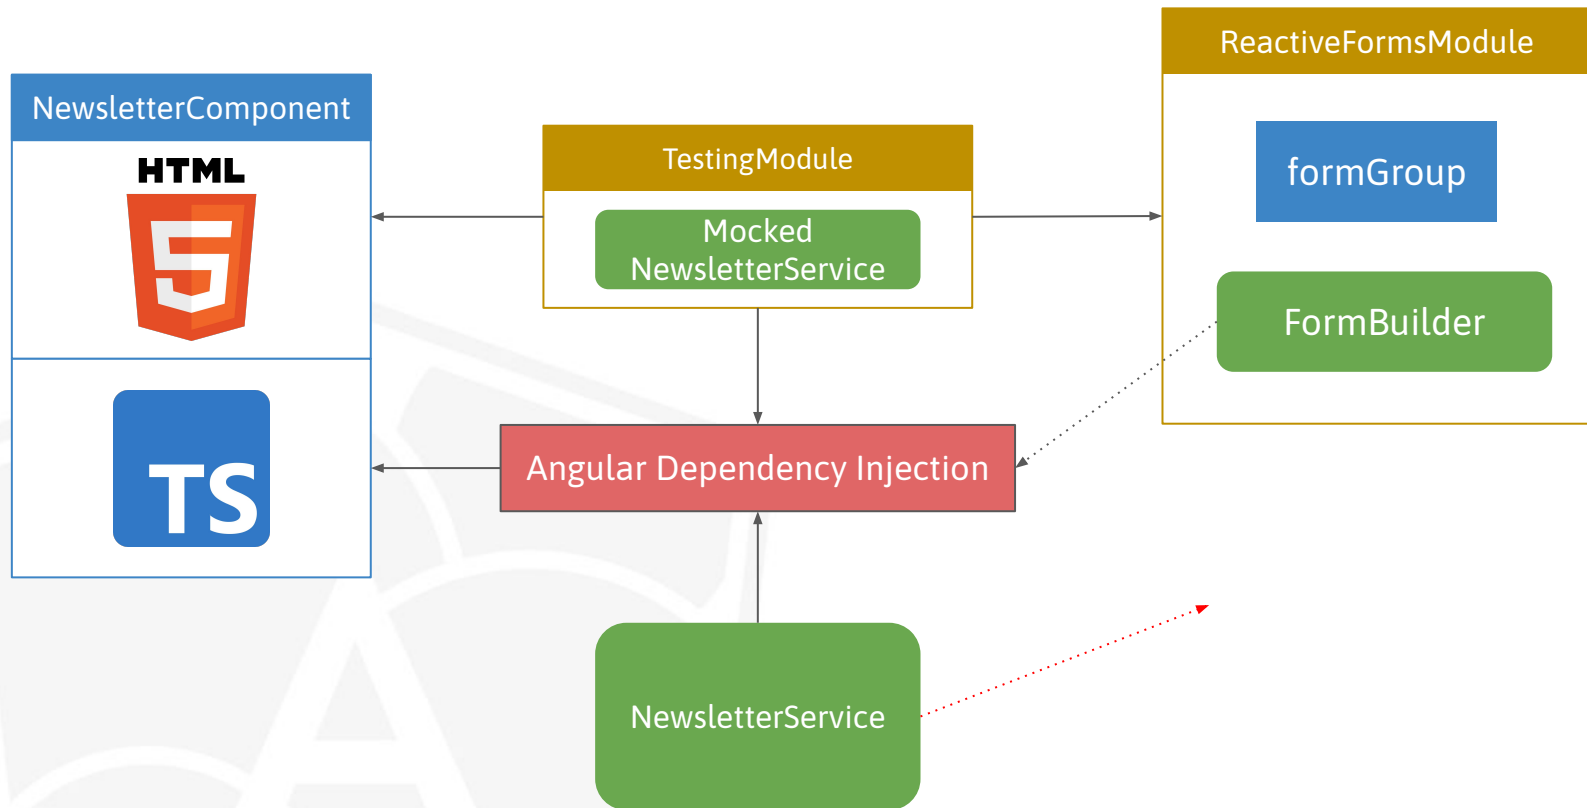 ReactiveFormsModule
NewsletterComponent
HTML
5
TestingModule
formGroup
Mocked
NewsletterService
FormBuilder
TS
Angular Dependency Injection
NewsletterService